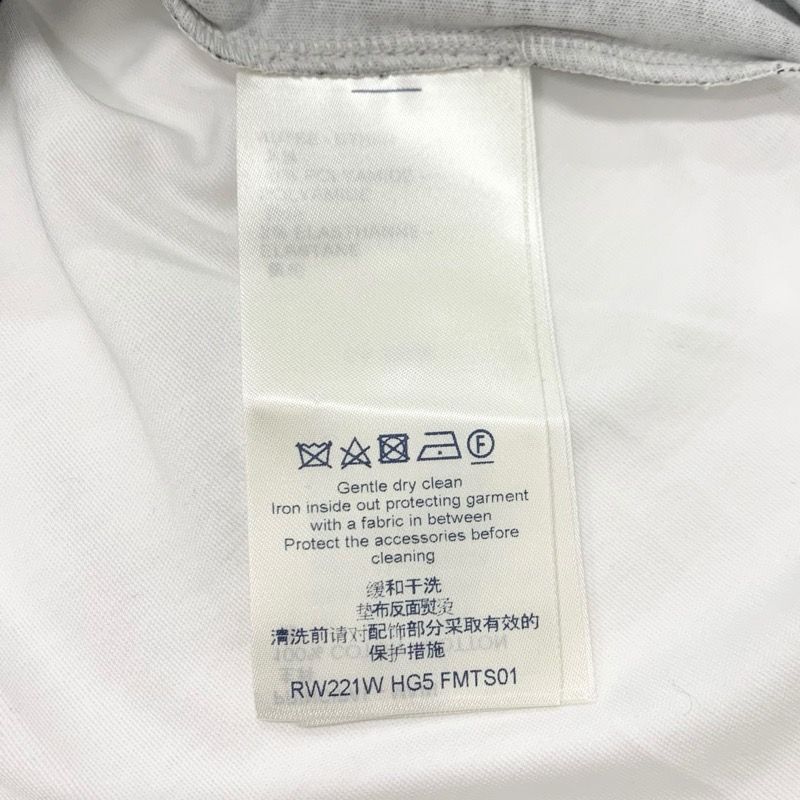 Gentle dry clean
Iron inside out protecting garment
with a fabric in between
Protect the accessories before
cleaning
缓和干洗
垫布反面熨烫
清洗前请对配饰部分采取有效的
保护措施
RW221W HG5 FMTS01